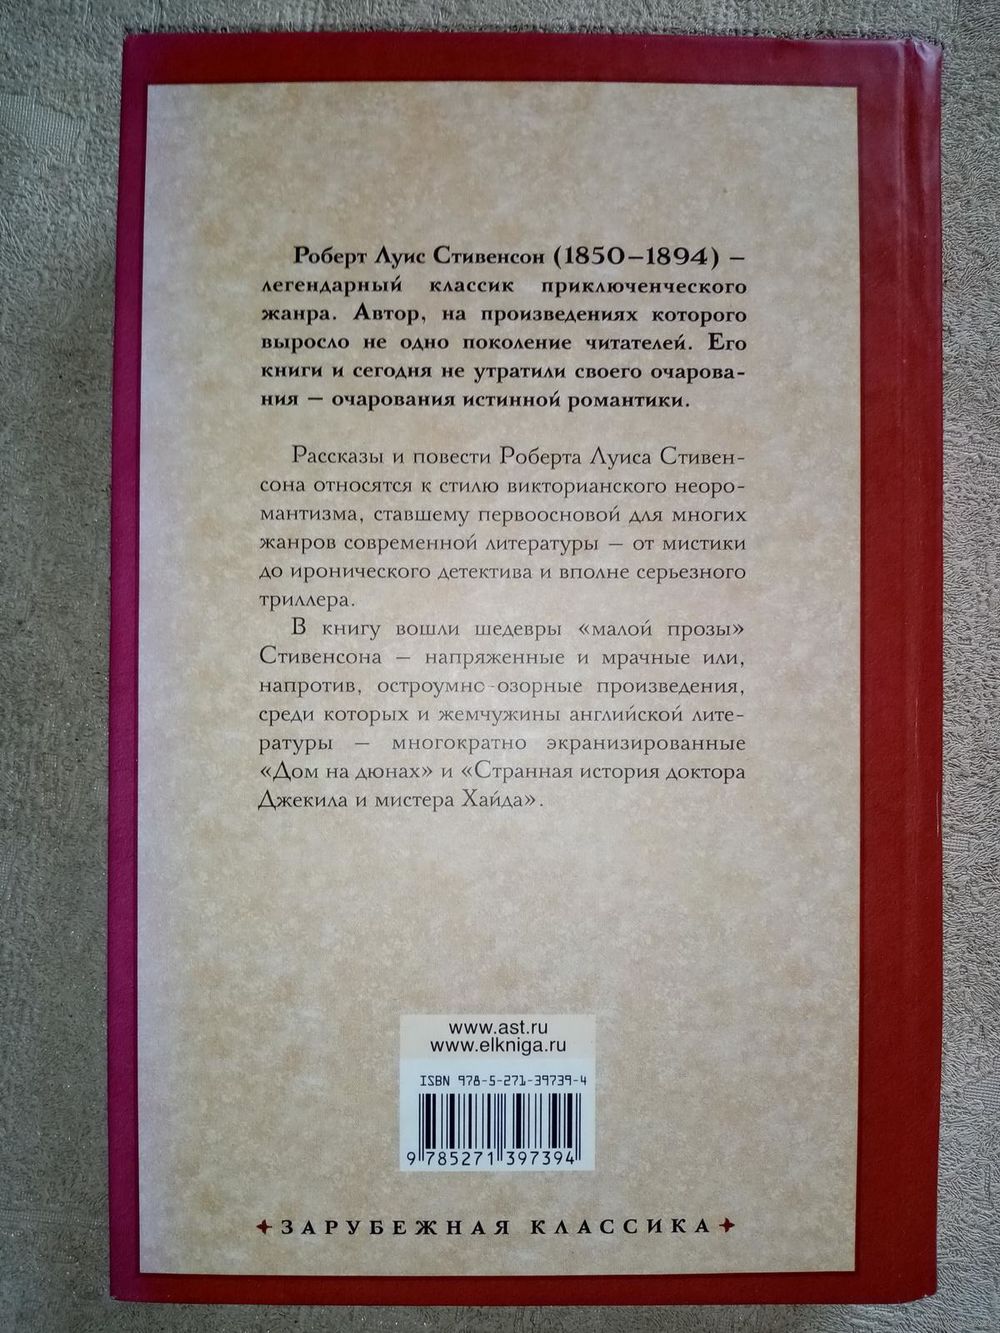 Роберт Луис Стивенсон (1850–1894) –
легендарный классик приключенческого
жанра. Автор, на произведениях которого
выросло не одно поколение читателей. Его
книги и сегодня не утратили своего очарова-
ния – очарования истинной романтики.
Рассказы и повести Роберта Луиса Стивен-
сона относятся к стилю викторианского неоро-
мантизма, ставшему первоосновой для многих
жанров современной литературы – от мистики
до иронического детектива и вполне серьезного
триллера.
В книгу вошли шедевры «малой прозы»
Стивенсона – напряженные и мрачные или,
напротив, остроумно-озорные произведения,
среди которых и жемчужины английской лите-
ратуры – многократно экранизированные
«Дом на дюнах» и «Странная история доктора
Джекила и мистера Хайда».
www.ast.ru
www.elkniga.ru
ISBN 978-5-271-39739-4
9 785271 397394
ЗАРУБЕЖНАЯ КЛАССИКА